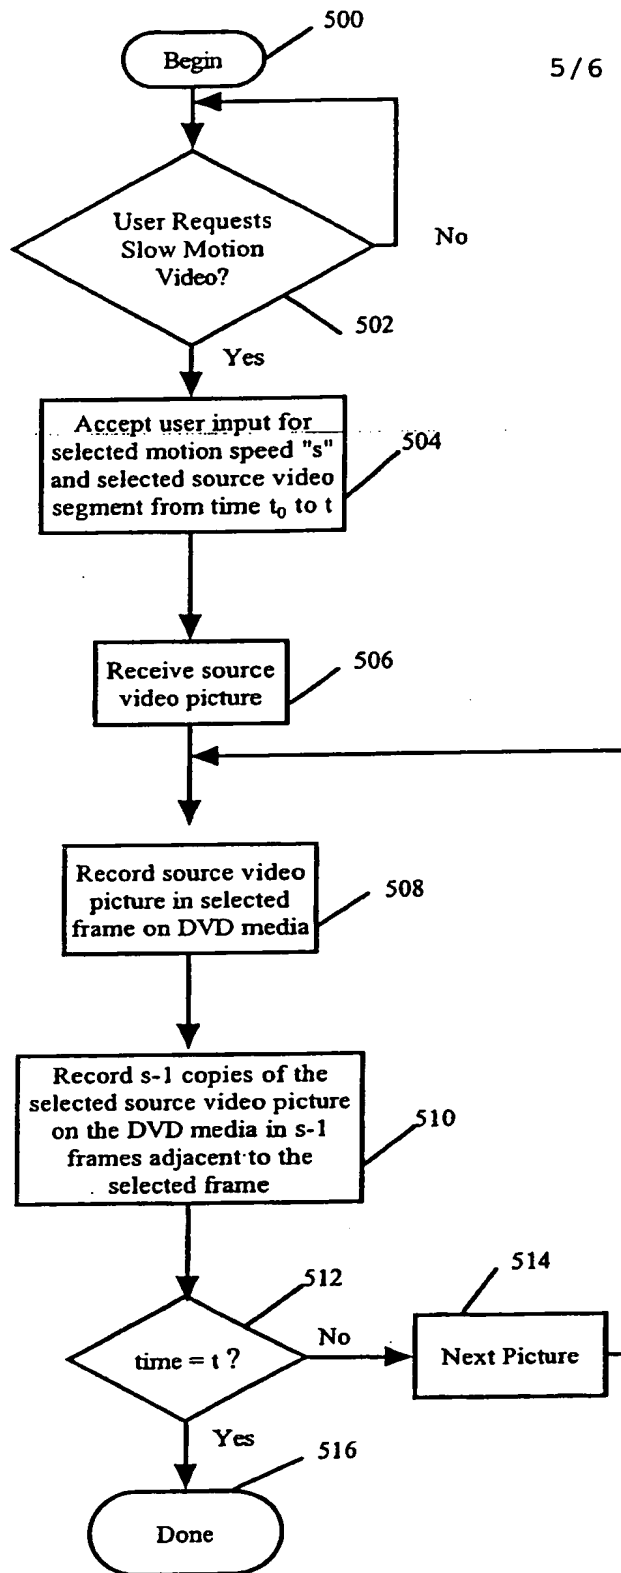 500
Begin
5/6
User Requests
Slow Motion
Video?
No
502
Yes
Accept user input for
selected motion speed "s"
and selected source video
segment from time t₀ to t
504
Receive source
video picture
506
Record source video
picture in selected
frame on DVD media
508
Record s-1 copies of the
selected source video picture
on the DVD media in s-1
frames adjacent to the
selected frame
510
512
time = t ?
No
514
Next Picture
Yes
516
Done